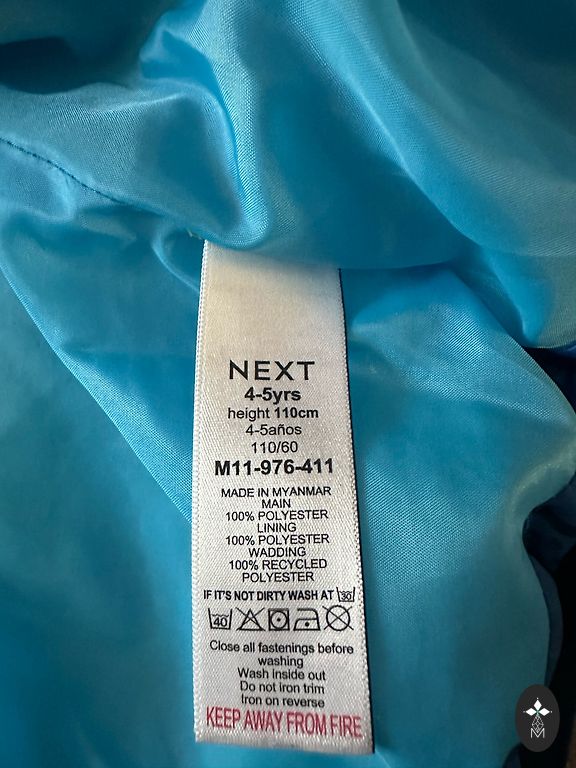 NEXT
4-5yrs
height 110cm
4-5años
110/60
M11-976-411
MADE IN MYANMAR
MAIN
100% POLYESTER
LINING
100% POLYESTER
WADDING
100% RECYCLED
POLYESTER
IF IT'S NOT DIRTY WASH AT 30
40
Close all fastenings before
washing
Wash inside out
Do not iron trim
Iron on reverse
KEEP AWAY FROM FIRE
M